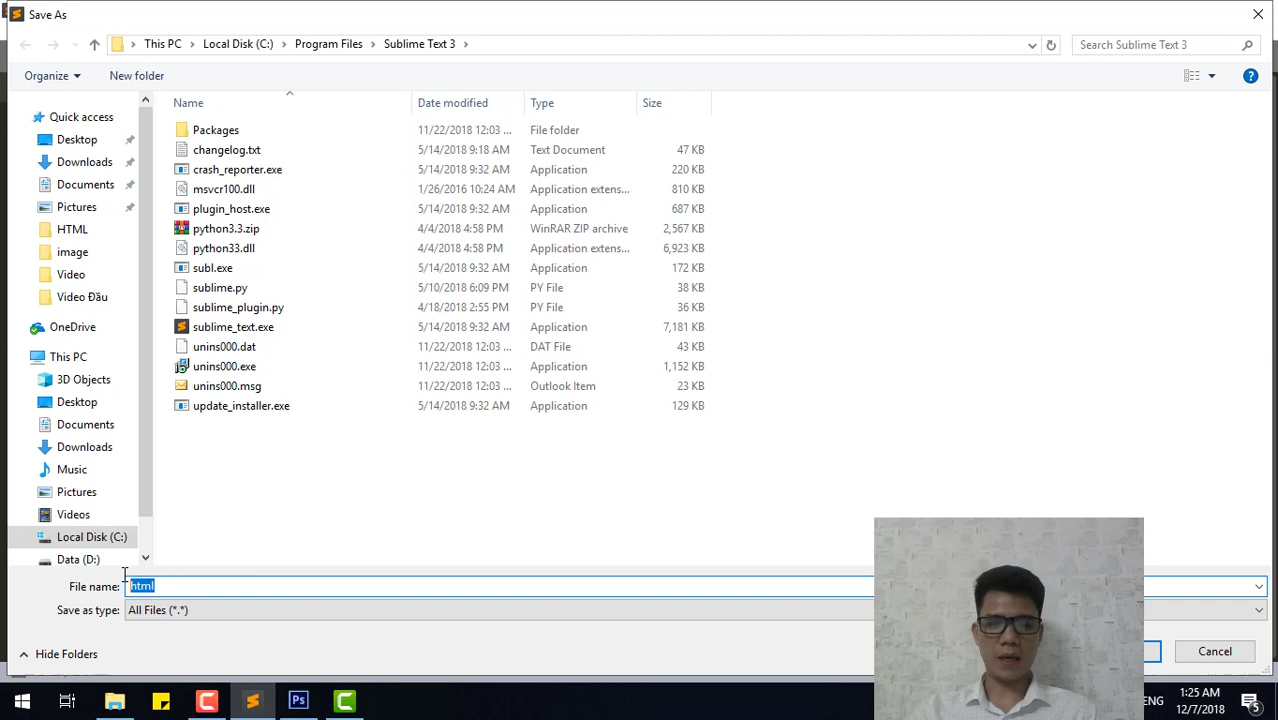 Save As
This PC > Local Disk (C:) > Program Files > Sublime Text 3 >
Search Sublime Text 3
Organize
New folder
Name Date modified Type Size
Quick access
Desktop
Downloads
Documents
Pictures
HTML
image
Video
Video Đầu
OneDrive
This PC
3D Objects
Desktop
Documents
Downloads
Music
Pictures
Videos
Local Disk (C:)
Data (D:)
Packages 11/22/2018 12:03 ... File folder
changelog.txt 5/14/2018 9:18 AM Text Document 47 KB
crash_reporter.exe 5/14/2018 9:32 AM Application 220 KB
msvcr100.dll 1/26/2016 10:24 AM Application extens... 810 KB
plugin_host.exe 5/14/2018 9:32 AM Application 687 KB
python3.3.zip 4/4/2018 4:58 PM WinRAR ZIP archive 2,567 KB
python33.dll 4/4/2018 4:58 PM Application extens... 6,923 KB
subl.exe 5/14/2018 9:32 AM Application 172 KB
sublime.py 5/10/2018 6:09 PM PY File 38 KB
sublime_plugin.py 4/18/2018 2:55 PM PY File 36 KB
sublime_text.exe 5/14/2018 9:32 AM Application 7,181 KB
unins000.dat 11/22/2018 12:03 ... DAT File 43 KB
unins000.exe 11/22/2018 12:03 ... Application 1,152 KB
unins000.msg 11/22/2018 12:03 ... Outlook Item 23 KB
update_installer.exe 5/14/2018 9:32 AM Application 129 KB
File name: html
Save as type: All Files (*.*)
Hide Folders
Cancel
Ps
ENG
1:25 AM
12/7/2018
5